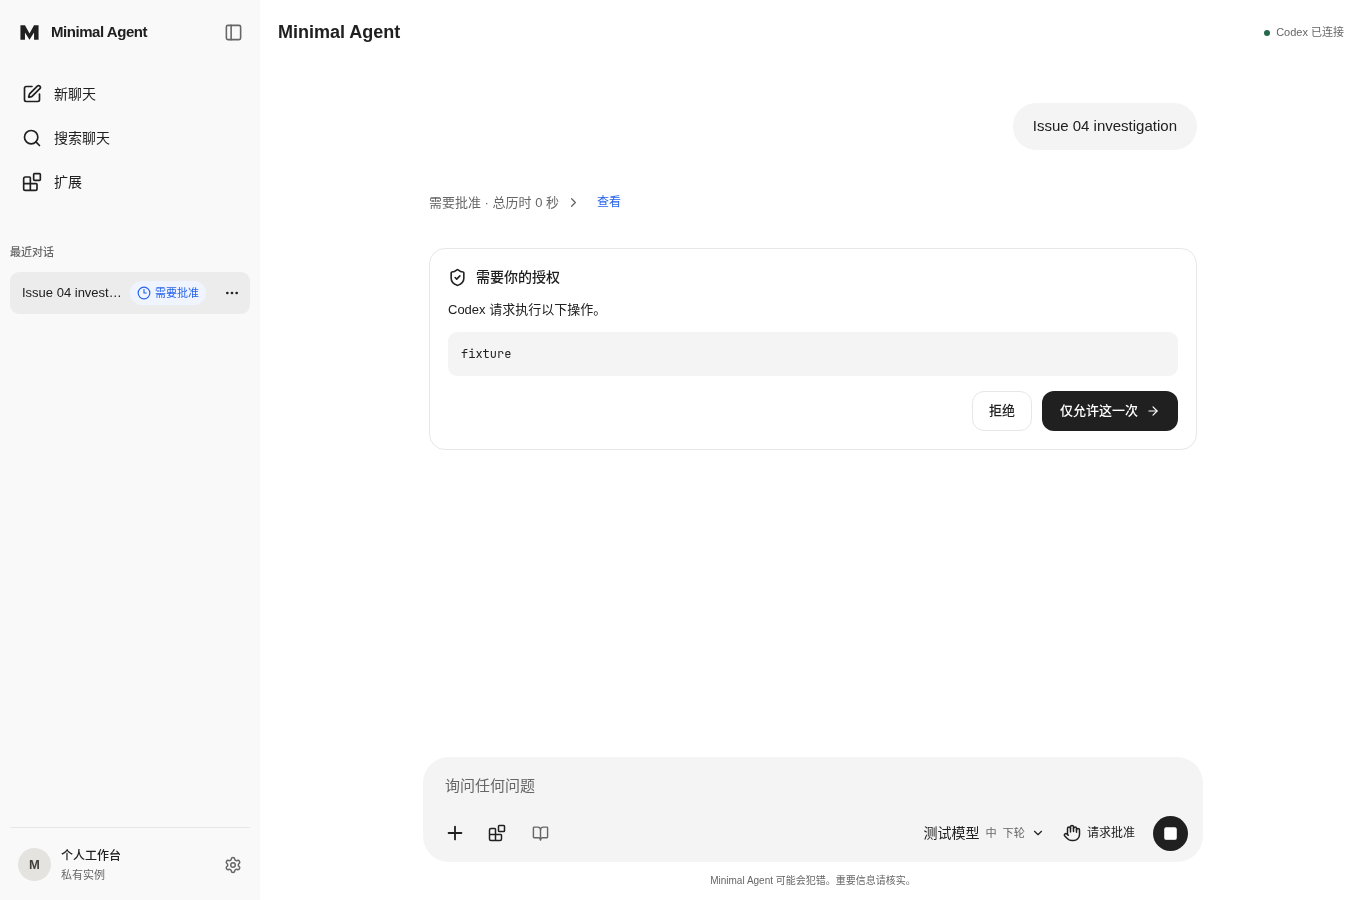 Minimal Agent
新聊天
搜索聊天
扩展
最近对话
Issue 04 invest… 需要批准
M 个人工作台
私有实例
Minimal Agent
Codex 已连接
Issue 04 investigation
需要批准 · 总历时 0 秒 查看
需要你的授权
Codex 请求执行以下操作。
fixture
拒绝 仅允许这一次
询问任何问题
测试模型 中 下轮 请求批准
Minimal Agent 可能会犯错。重要信息请核实。